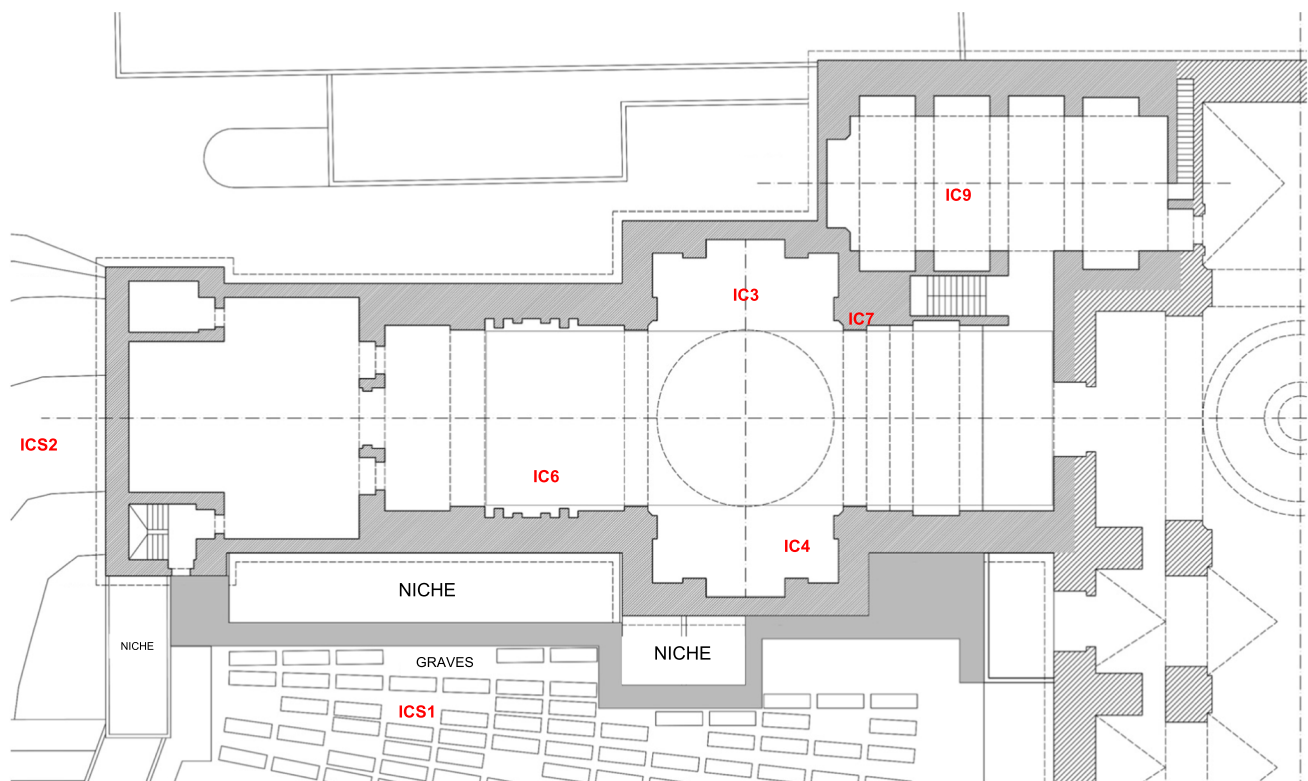 IC9
IC3
IC7
ICS2
IC6
IC4
NICHE
NICHE
NICHE
GRAVES
ICS1